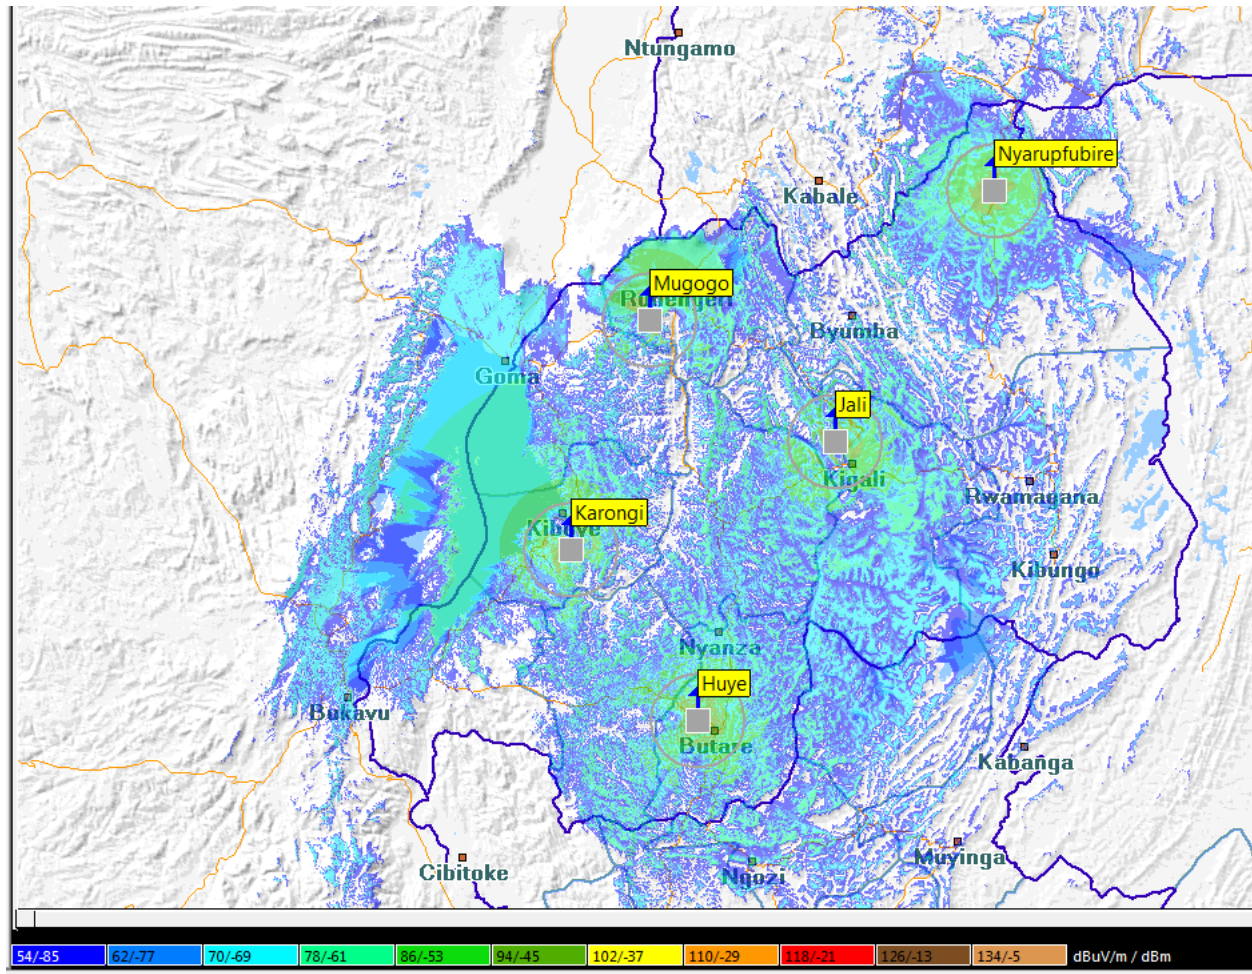 Ntungamo
Nyarupfubire
Kabale
Mugogo
Ruhengeri
Byumba
Goma
Jali
Kigali
Rwamagana
Karongi
Kibuye
Kibungo
Nyanza
Huye
Bukavu
Butare
Kabanga
Muyinga
Cibitoke
Ngozi
54/-85 62/-77 70/-69 78/-61 86/-53 94/-45 102/-37 110/-29 118/-21 126/-13 134/-5 dBuV/m / dBm